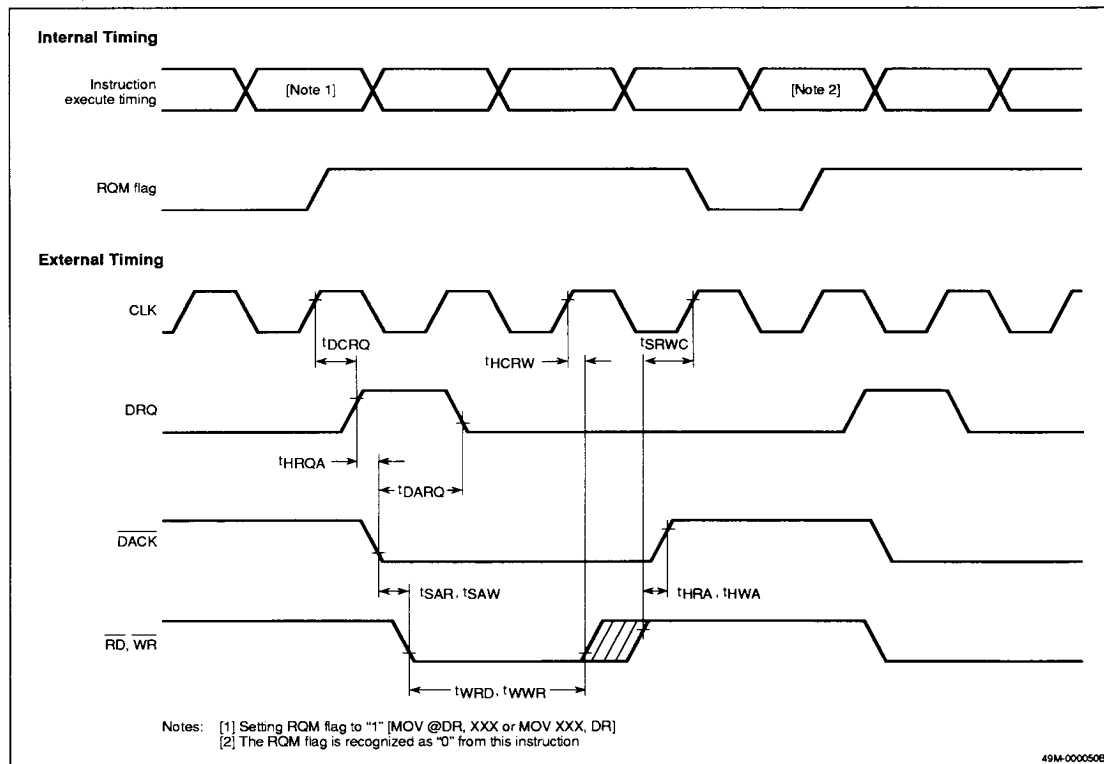 Internal Timing
Instruction
execute timing
[Note 1]
[Note 2]
RQM flag
External Timing
CLK
tDCRQ
tHCRW
tSRWC
DRQ
tHRQA
tDARQ
DACK
tSAR, tSAW
tHRA, tHWA
RD, WR
tWRD, tWWR
Notes: [1] Setting RQM flag to "1" [MOV @DR, XXX or MOV XXX, DR]
[2] The RQM flag is recognized as "0" from this instruction
49M-000050B